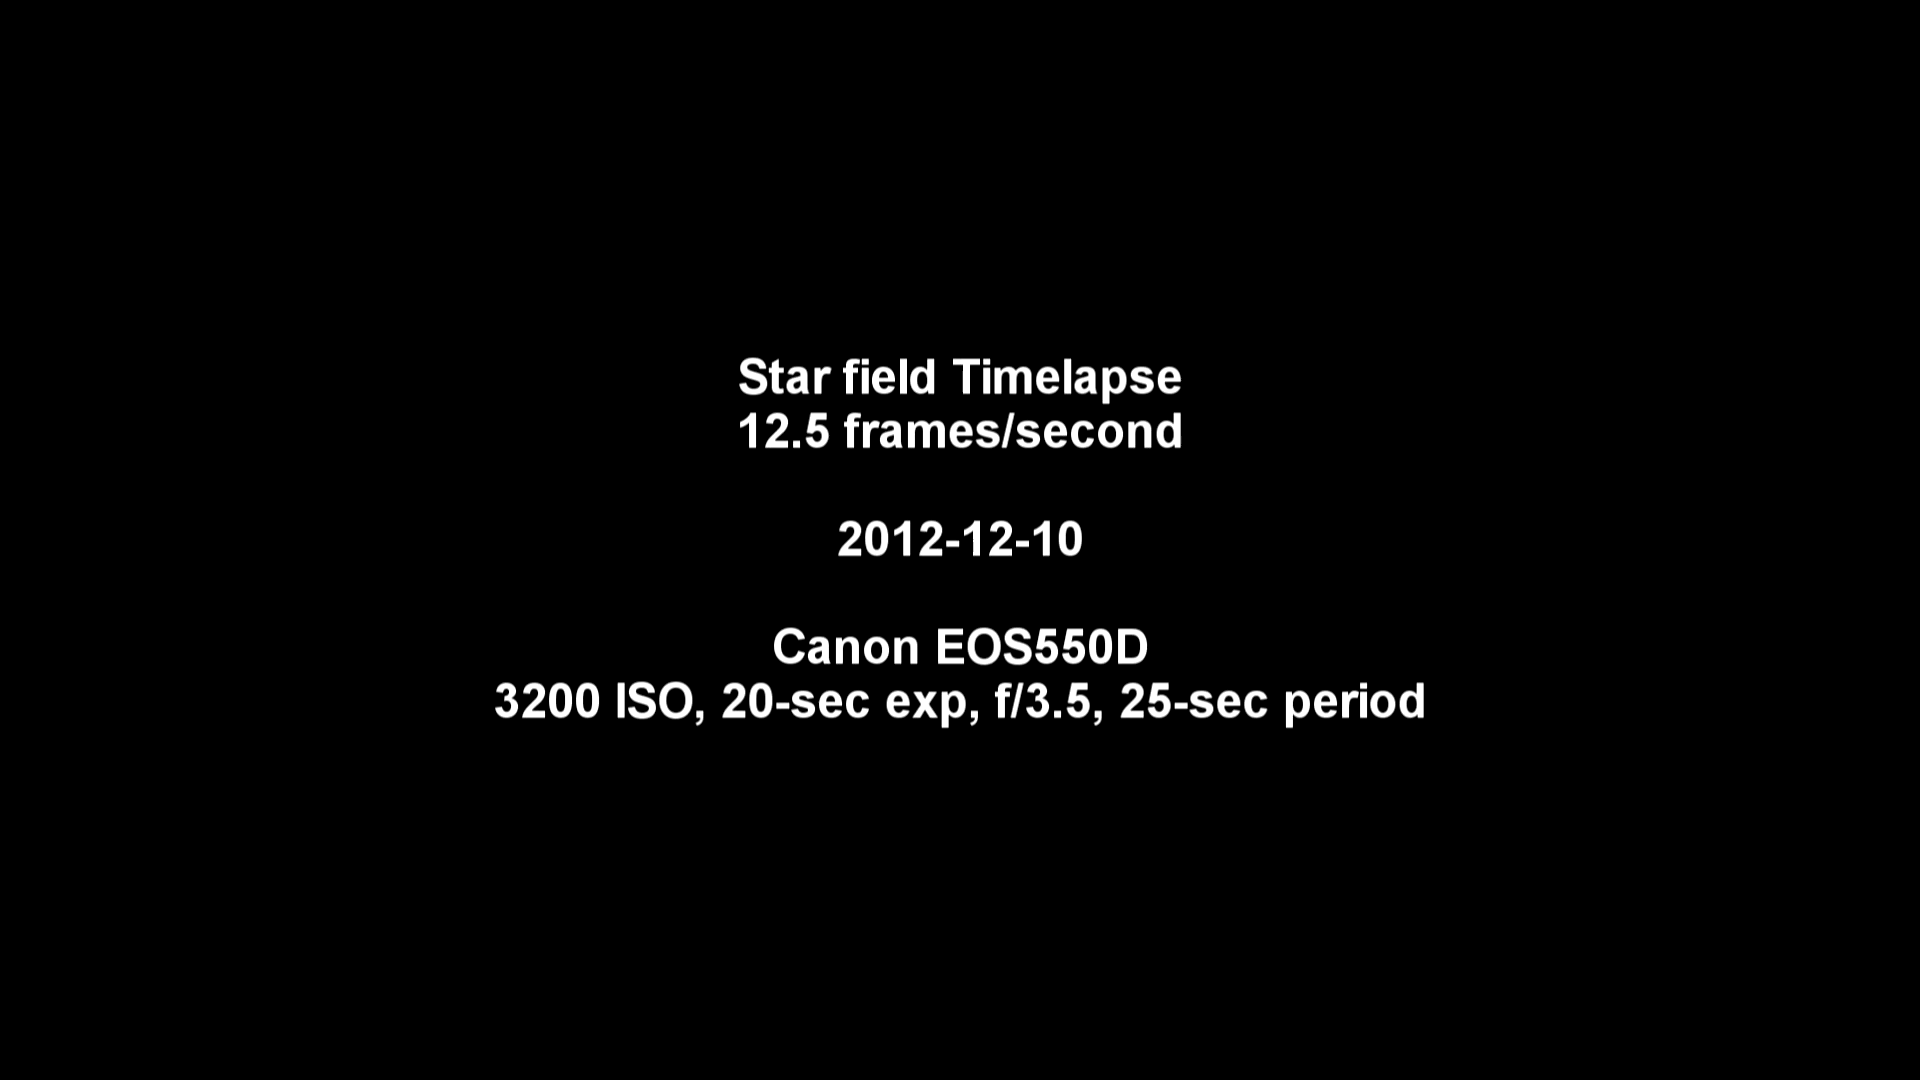 Star field Timelapse
12.5 frames/second
2012-12-10
Canon EOS550D
3200 ISO, 20-sec exp, f/3.5, 25-sec period